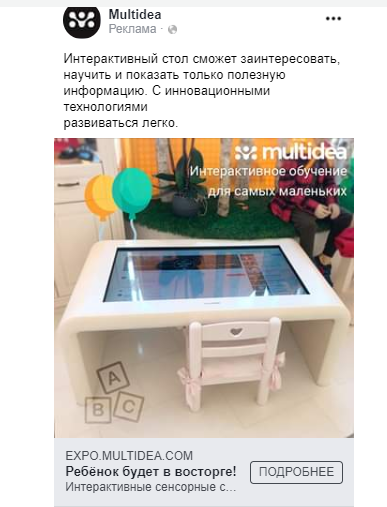 Multidea
Реклама ·
Интерактивный стол сможет заинтересовать,
научить и показать только полезную
информацию. С инновационными
технологиями
развиваться легко.
multidea
Интерактивное обучение
для самых маленьких
A
B C
EXPO.MULTIDEA.COM
Ребёнок будет в восторге!
Интерактивные сенсорные с...
ПОДРОБНЕЕ